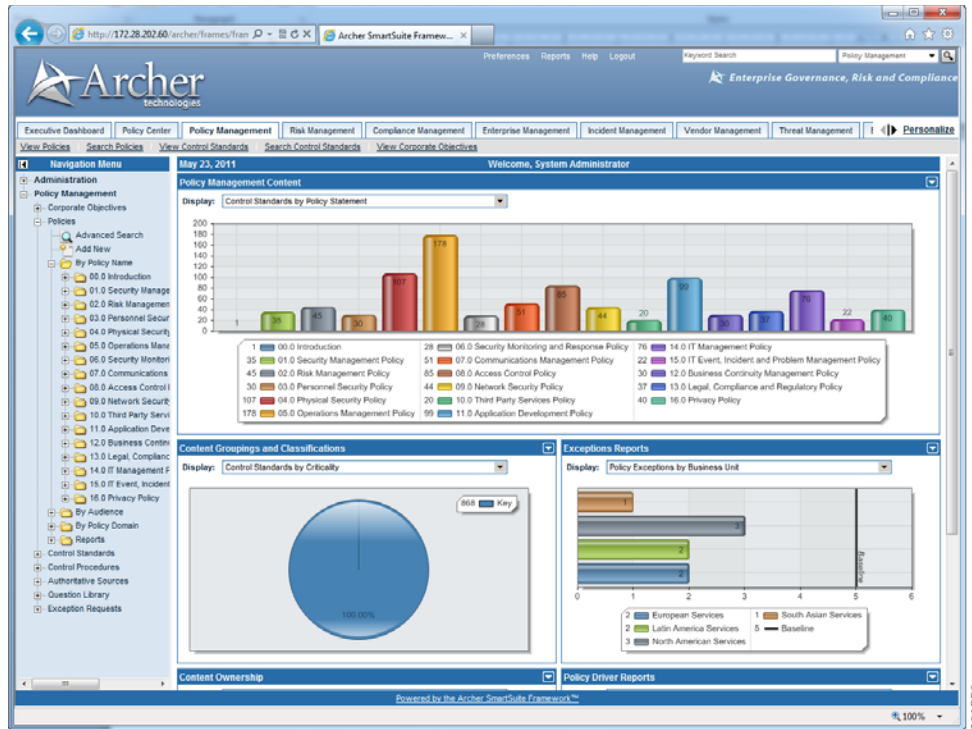 http://172.28.202.60/archer/frames/fran
Archer SmartSuite Framew...
Preferences Reports Help Logout
Keyword Search
Policy Management
Archer
technologies
Enterprise Governance, Risk and Compliance
Executive Dashboard Policy Center Policy Management Risk Management Compliance Management Enterprise Management Incident Management Vendor Management Threat Management Personalize
View Policies Search Policies View Control Standards Search Control Standards View Corporate Objectives
Navigation Menu
Administration
Policy Management
Corporate Objectives
Policies
Advanced Search
Add New
By Policy Name
00.0 Introduction
01.0 Security Manage
02.0 Risk Managemen
03.0 Personnel Secur
04.0 Physical Security
05.0 Operations Mana
06.0 Security Monitori
07.0 Communications
08.0 Access Control I
09.0 Network Security
10.0 Third Party Servi
11.0 Application Deve
12.0 Business Contin
13.0 Legal, Complianc
14.0 IT Management P
15.0 IT Event, Incident
16.0 Privacy Policy
By Audience
By Policy Domain
Reports
Control Standards
Control Procedures
Authoritative Sources
Question Library
Exception Requests
May 23, 2011
Welcome, System Administrator
Policy Management Content
Display: Control Standards by Policy Statement
200
180
160
140
120
100
80
60
40
20
0
1 35 45 30 107 178 28 51 85 44 20 99 30 37 76 22 40
1 00.0 Introduction
35 01.0 Security Management Policy
45 02.0 Risk Management Policy
30 03.0 Personnel Security Policy
107 04.0 Physical Security Policy
178 05.0 Operations Management Policy
28 06.0 Security Monitoring and Response Policy
51 07.0 Communications Management Policy
85 08.0 Access Control Policy
44 09.0 Network Security Policy
20 10.0 Third Party Services Policy
99 11.0 Application Development Policy
76 14.0 IT Management Policy
22 15.0 IT Event, Incident and Problem Management Policy
30 12.0 Business Continuity Management Policy
37 13.0 Legal, Compliance and Regulatory Policy
40 16.0 Privacy Policy
Content Groupings and Classifications
Display: Control Standards by Criticality
868 Key
100.00%
Exceptions Reports
Display: Policy Exceptions by Business Unit
1
3
2
2
Baseline
0 1 2 3 4 5 6
2 European Services
2 Latin America Services
3 North American Services
1 South Asian Services
5 Baseline
Content Ownership
Policy Driver Reports
Powered by the Archer SmartSuite Framework™
100%